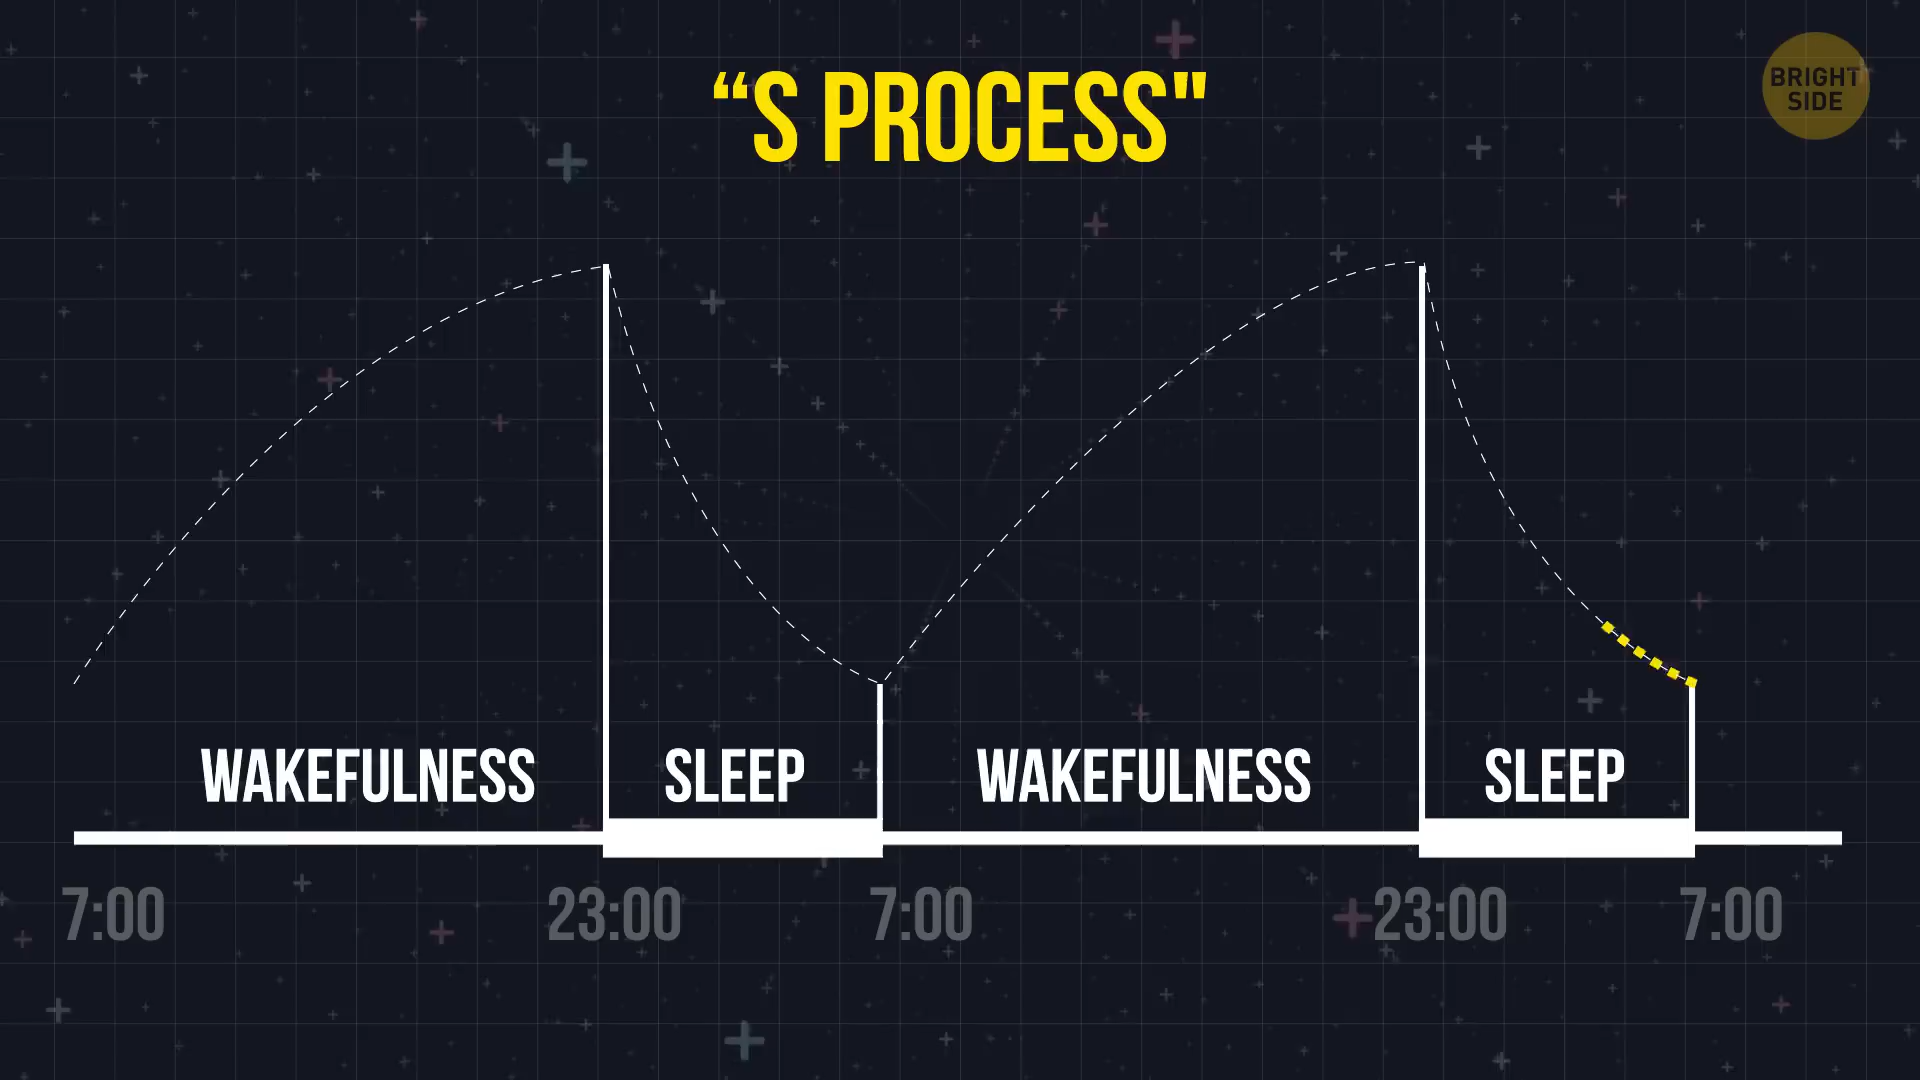 “S PROCESS"
BRIGHT
SIDE
WAKEFULNESS
SLEEP
WAKEFULNESS
SLEEP
7:00
23:00
7:00
23:00
7:00